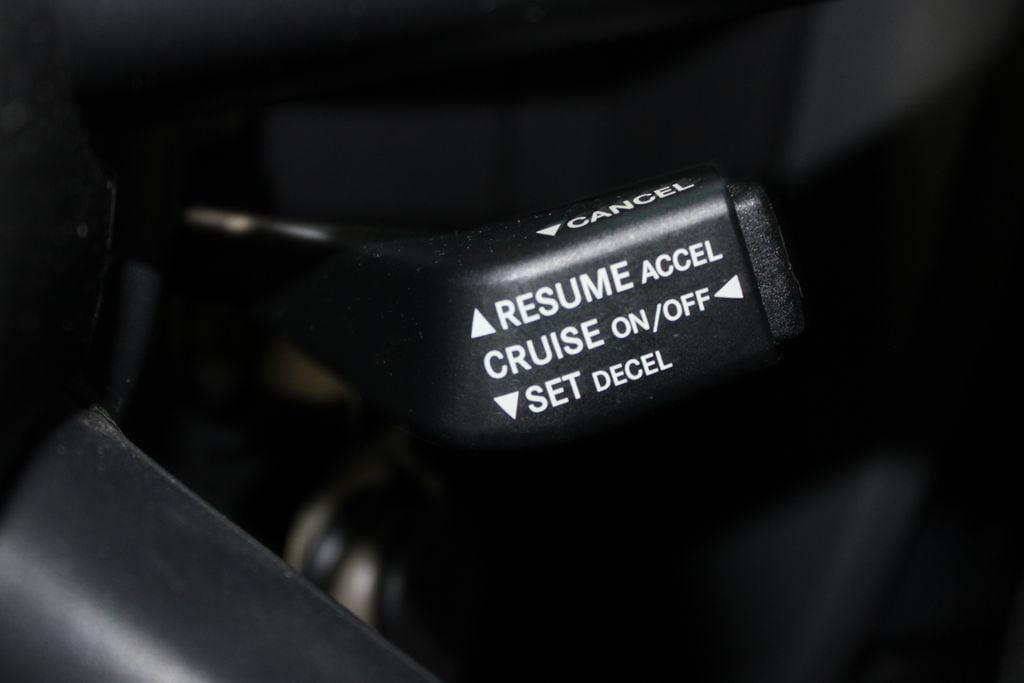 ▼CANCEL
▲RESUME ACCEL
CRUISE ON/OFF◀
▼SET DECEL